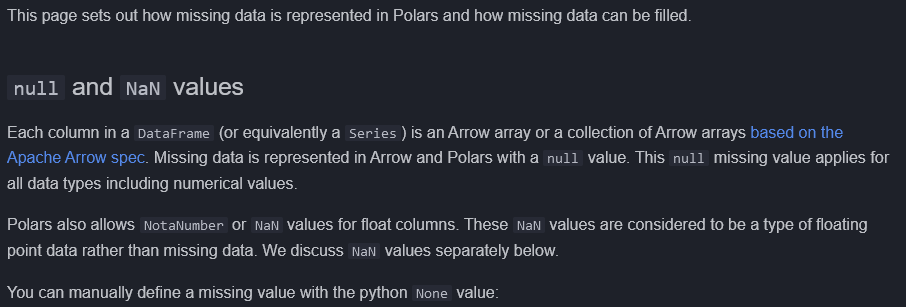 This page sets out how missing data is represented in Polars and how missing data can be filled.
null and NaN values
Each column in a DataFrame (or equivalently a Series) is an Arrow array or a collection of Arrow arrays based on the
Apache Arrow spec. Missing data is represented in Arrow and Polars with a null value. This null missing value applies for
all data types including numerical values.
Polars also allows NotaNumber or NaN values for float columns. These NaN values are considered to be a type of floating
point data rather than missing data. We discuss NaN values separately below.
You can manually define a missing value with the python None value: